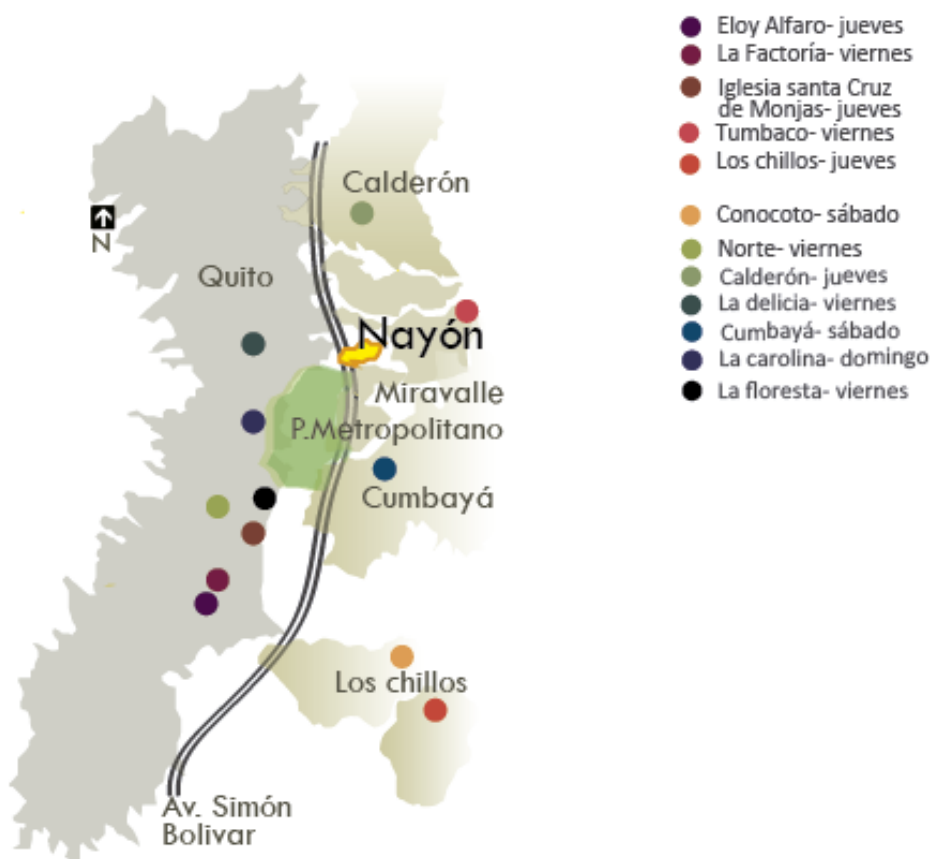 Eloy Alfaro- jueves
La Factoría- viernes
Iglesia santa Cruz
de Monjas- jueves
Tumbaco- viernes
Los chillos- jueves
Conocoto- sábado
Norte- viernes
Calderón- jueves
La delicia- viernes
Cumbayá- sábado
La carolina- domingo
La floresta- viernes
Calderón
N
Quito
Nayón
Miravalle
P.Metropolitano
Cumbayá
Los chillos
Av. Simón
Bolivar